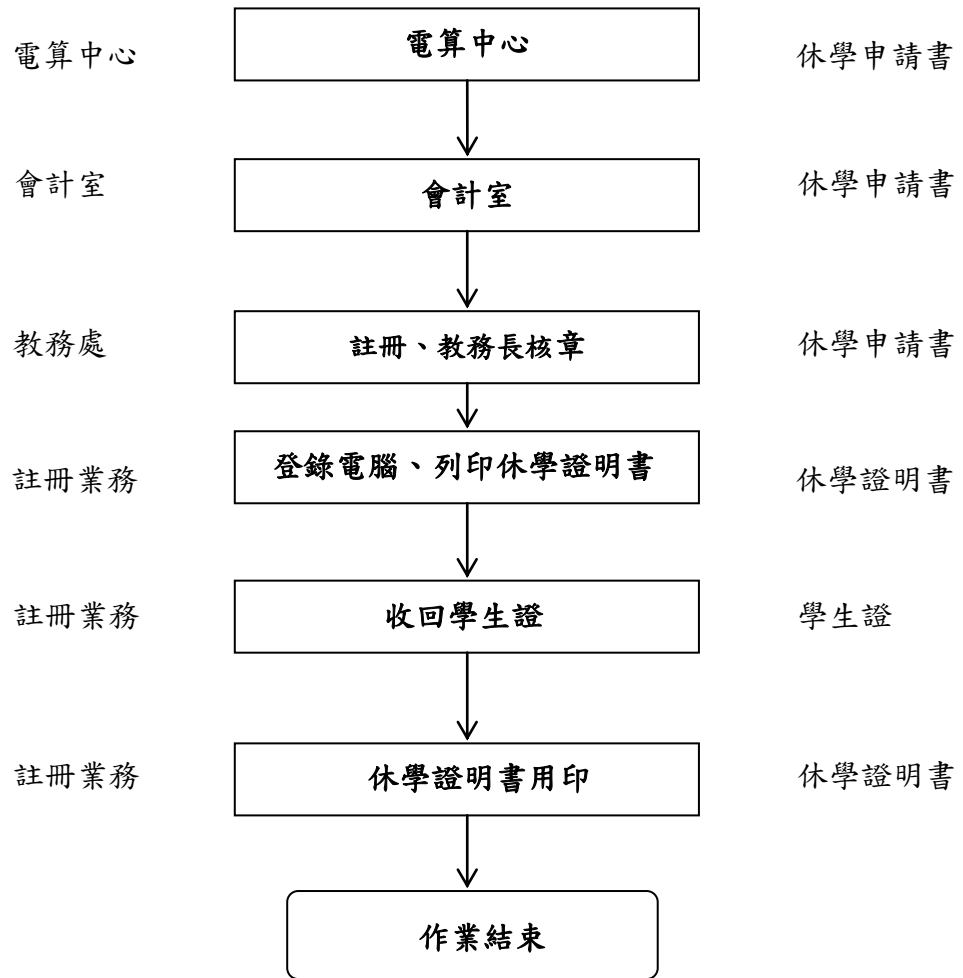 電算中心 電算中心 休學申請書
會計室 會計室 休學申請書
教務處 註冊、教務長核章 休學申請書
註冊業務 登錄電腦、列印休學證明書 休學證明書
註冊業務 收回學生證 學生證
註冊業務 休學證明書用印 休學證明書
作業結束